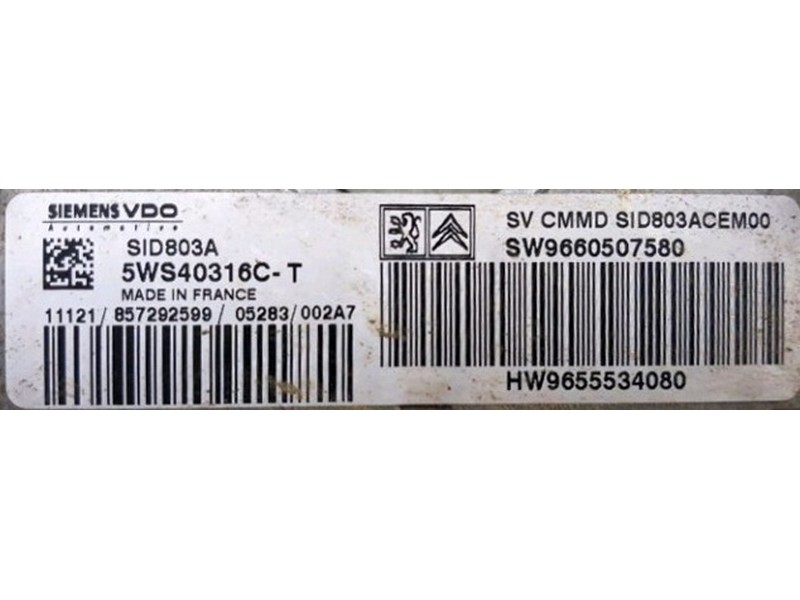 SIEMENS VDO
Automotive
SID803A
5WS40316C-T
MADE IN FRANCE
11121/857292599/05283/002A7
SV CMMD SID803ACEM00
SW9660507580
HW9655534080